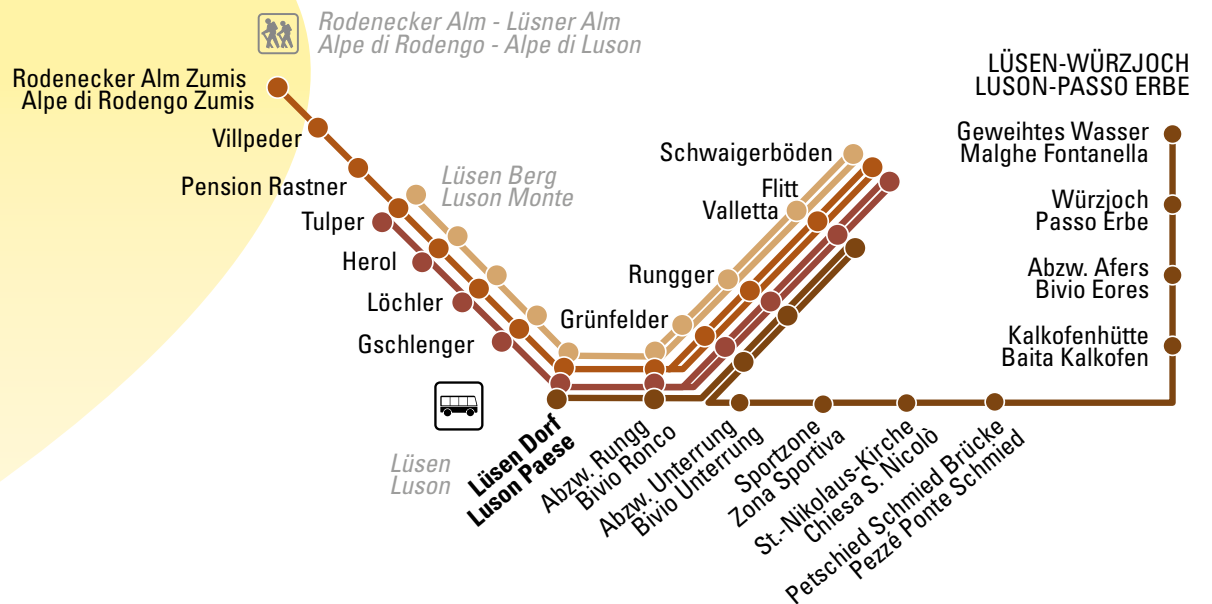 Rodenecker Alm - Lüsner Alm
Alpe di Rodengo - Alpe di Luson
Rodenecker Alm Zumis
Alpe di Rodengo Zumis
Villpeder
Pension Rastner
Tulper
Herol
Löchler
Gschlenger
Lüsen Berg
Luson Monte
Schwaigerböden
Flitt
Valletta
Rungger
Grünfelder
LÜSEN-WÜRZJOCH
LUSON-PASSO ERBE
Geweihtes Wasser
Malghe Fontanella
Würzjoch
Passo Erbe
Abzw. Afers
Bivio Eores
Kalkofenhütte
Baita Kalkofen
Lüsen
Luson
Lüsen Dorf
Luson Paese
Abzw. Rungg
Bivio Ronco
Abzw. Unterrung
Bivio Unterrung
Sportzone
Zona Sportiva
St.-Nikolaus-Kirche
Chiesa S. Nicolò
Petschied Schmied Brücke
Pezzé Ponte Schmied